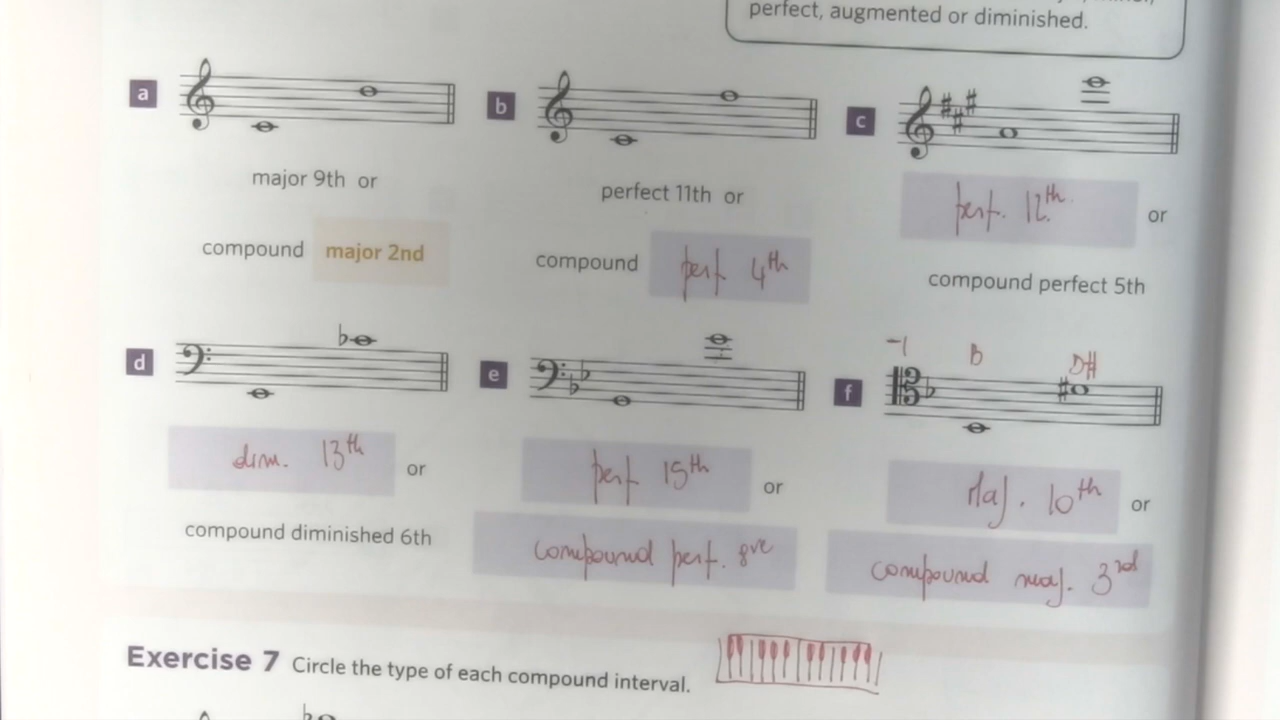 perfect, augmented or diminished.
a
b
c
major 9th or
perfect 11th or
perf. 12th. or
compound major 2nd
compound perf 4th
compound perfect 5th
d
e
f
-1 B D#
dim. 13th or
perf 15th or
Maj. 10th or
compound diminished 6th
compound perf. 8ve
compound maj. 3rd
Exercise 7 Circle the type of each compound interval.